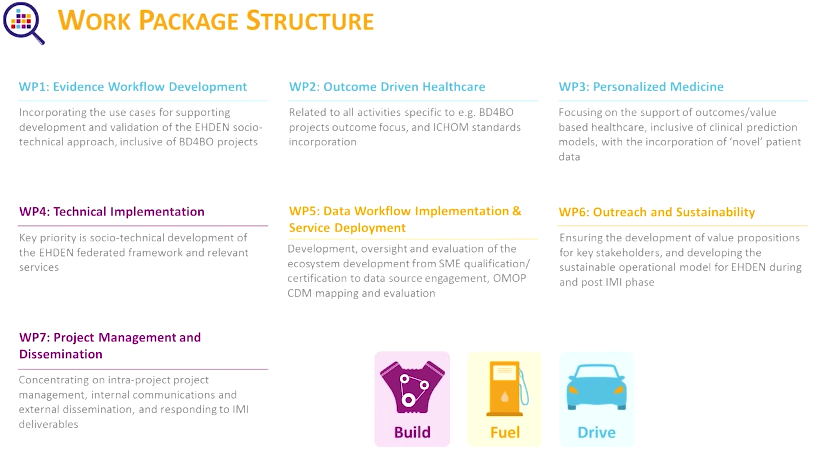 WORK PACKAGE STRUCTURE
WP1: Evidence Workflow Development
Incorporating the use cases for supporting
development and validation of the EHDEN socio-
technical approach, inclusive of BD4BO projects
WP2: Outcome Driven Healthcare
Related to all activities specific to e.g. BD4BO
projects outcome focus, and ICHOM standards
incorporation
WP3: Personalized Medicine
Focusing on the support of outcomes/value
based healthcare, inclusive of clinical prediction
models, with the incorporation of ‘novel’ patient
data
WP4: Technical Implementation
Key priority is socio-technical development of
the EHDEN federated framework and relevant
services
WP5: Data Workflow Implementation &
Service Deployment
Development, oversight and evaluation of the
ecosystem development from SME qualification/
certification to data source engagement, OMOP
CDM mapping and evaluation
WP6: Outreach and Sustainability
Ensuring the development of value propositions
for key stakeholders, and developing the
sustainable operational model for EHDEN during
and post IMI phase
WP7: Project Management and
Dissemination
Concentrating on intra-project project
management, internal communications and
external dissemination, and responding to IMI
deliverables
Build
Fuel
Drive